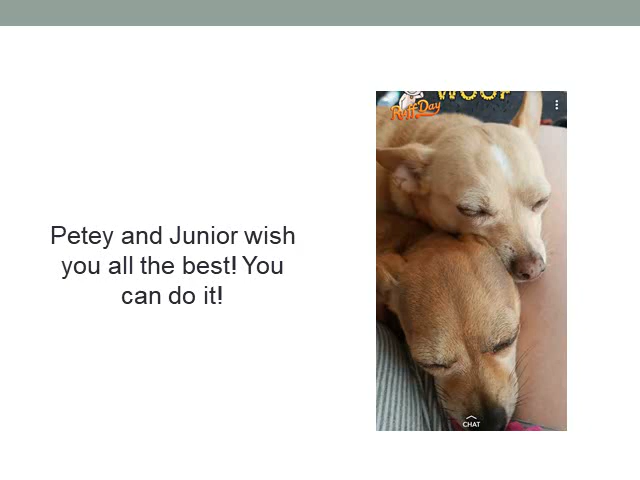 WOOF
Ruff Day
Petey and Junior wish
you all the best! You
can do it!
CHAT